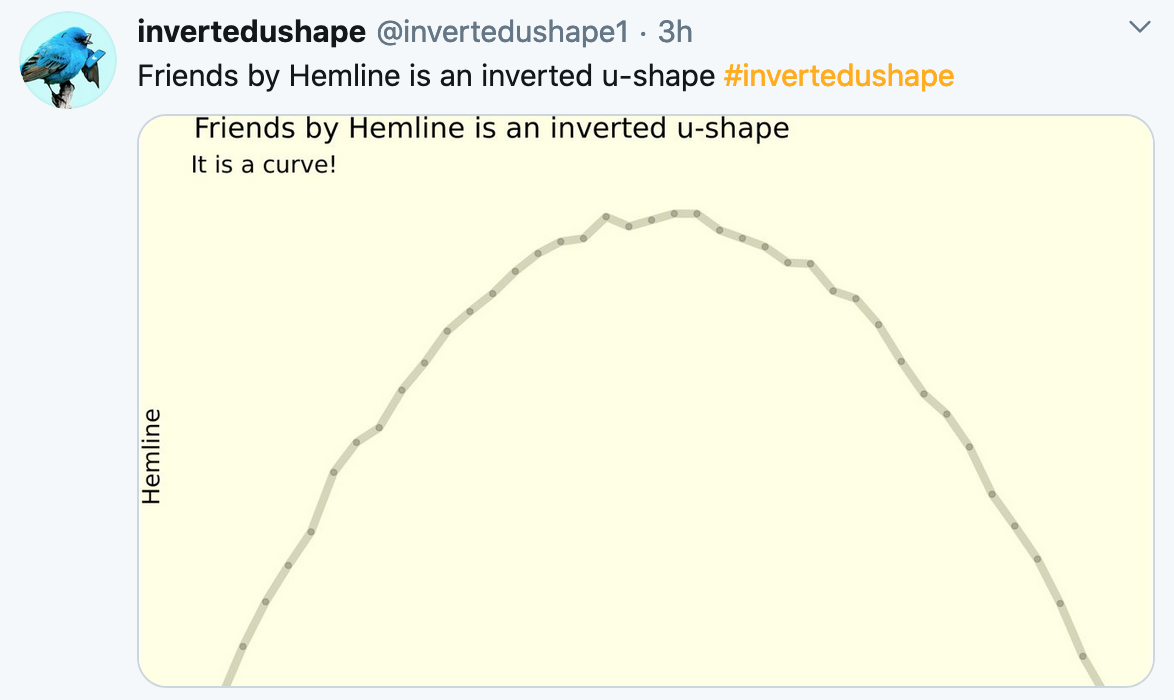 invertedushape @invertedushape1 · 3h
Friends by Hemline is an inverted u-shape #invertedushape
Friends by Hemline is an inverted u-shape
It is a curve!
Hemline